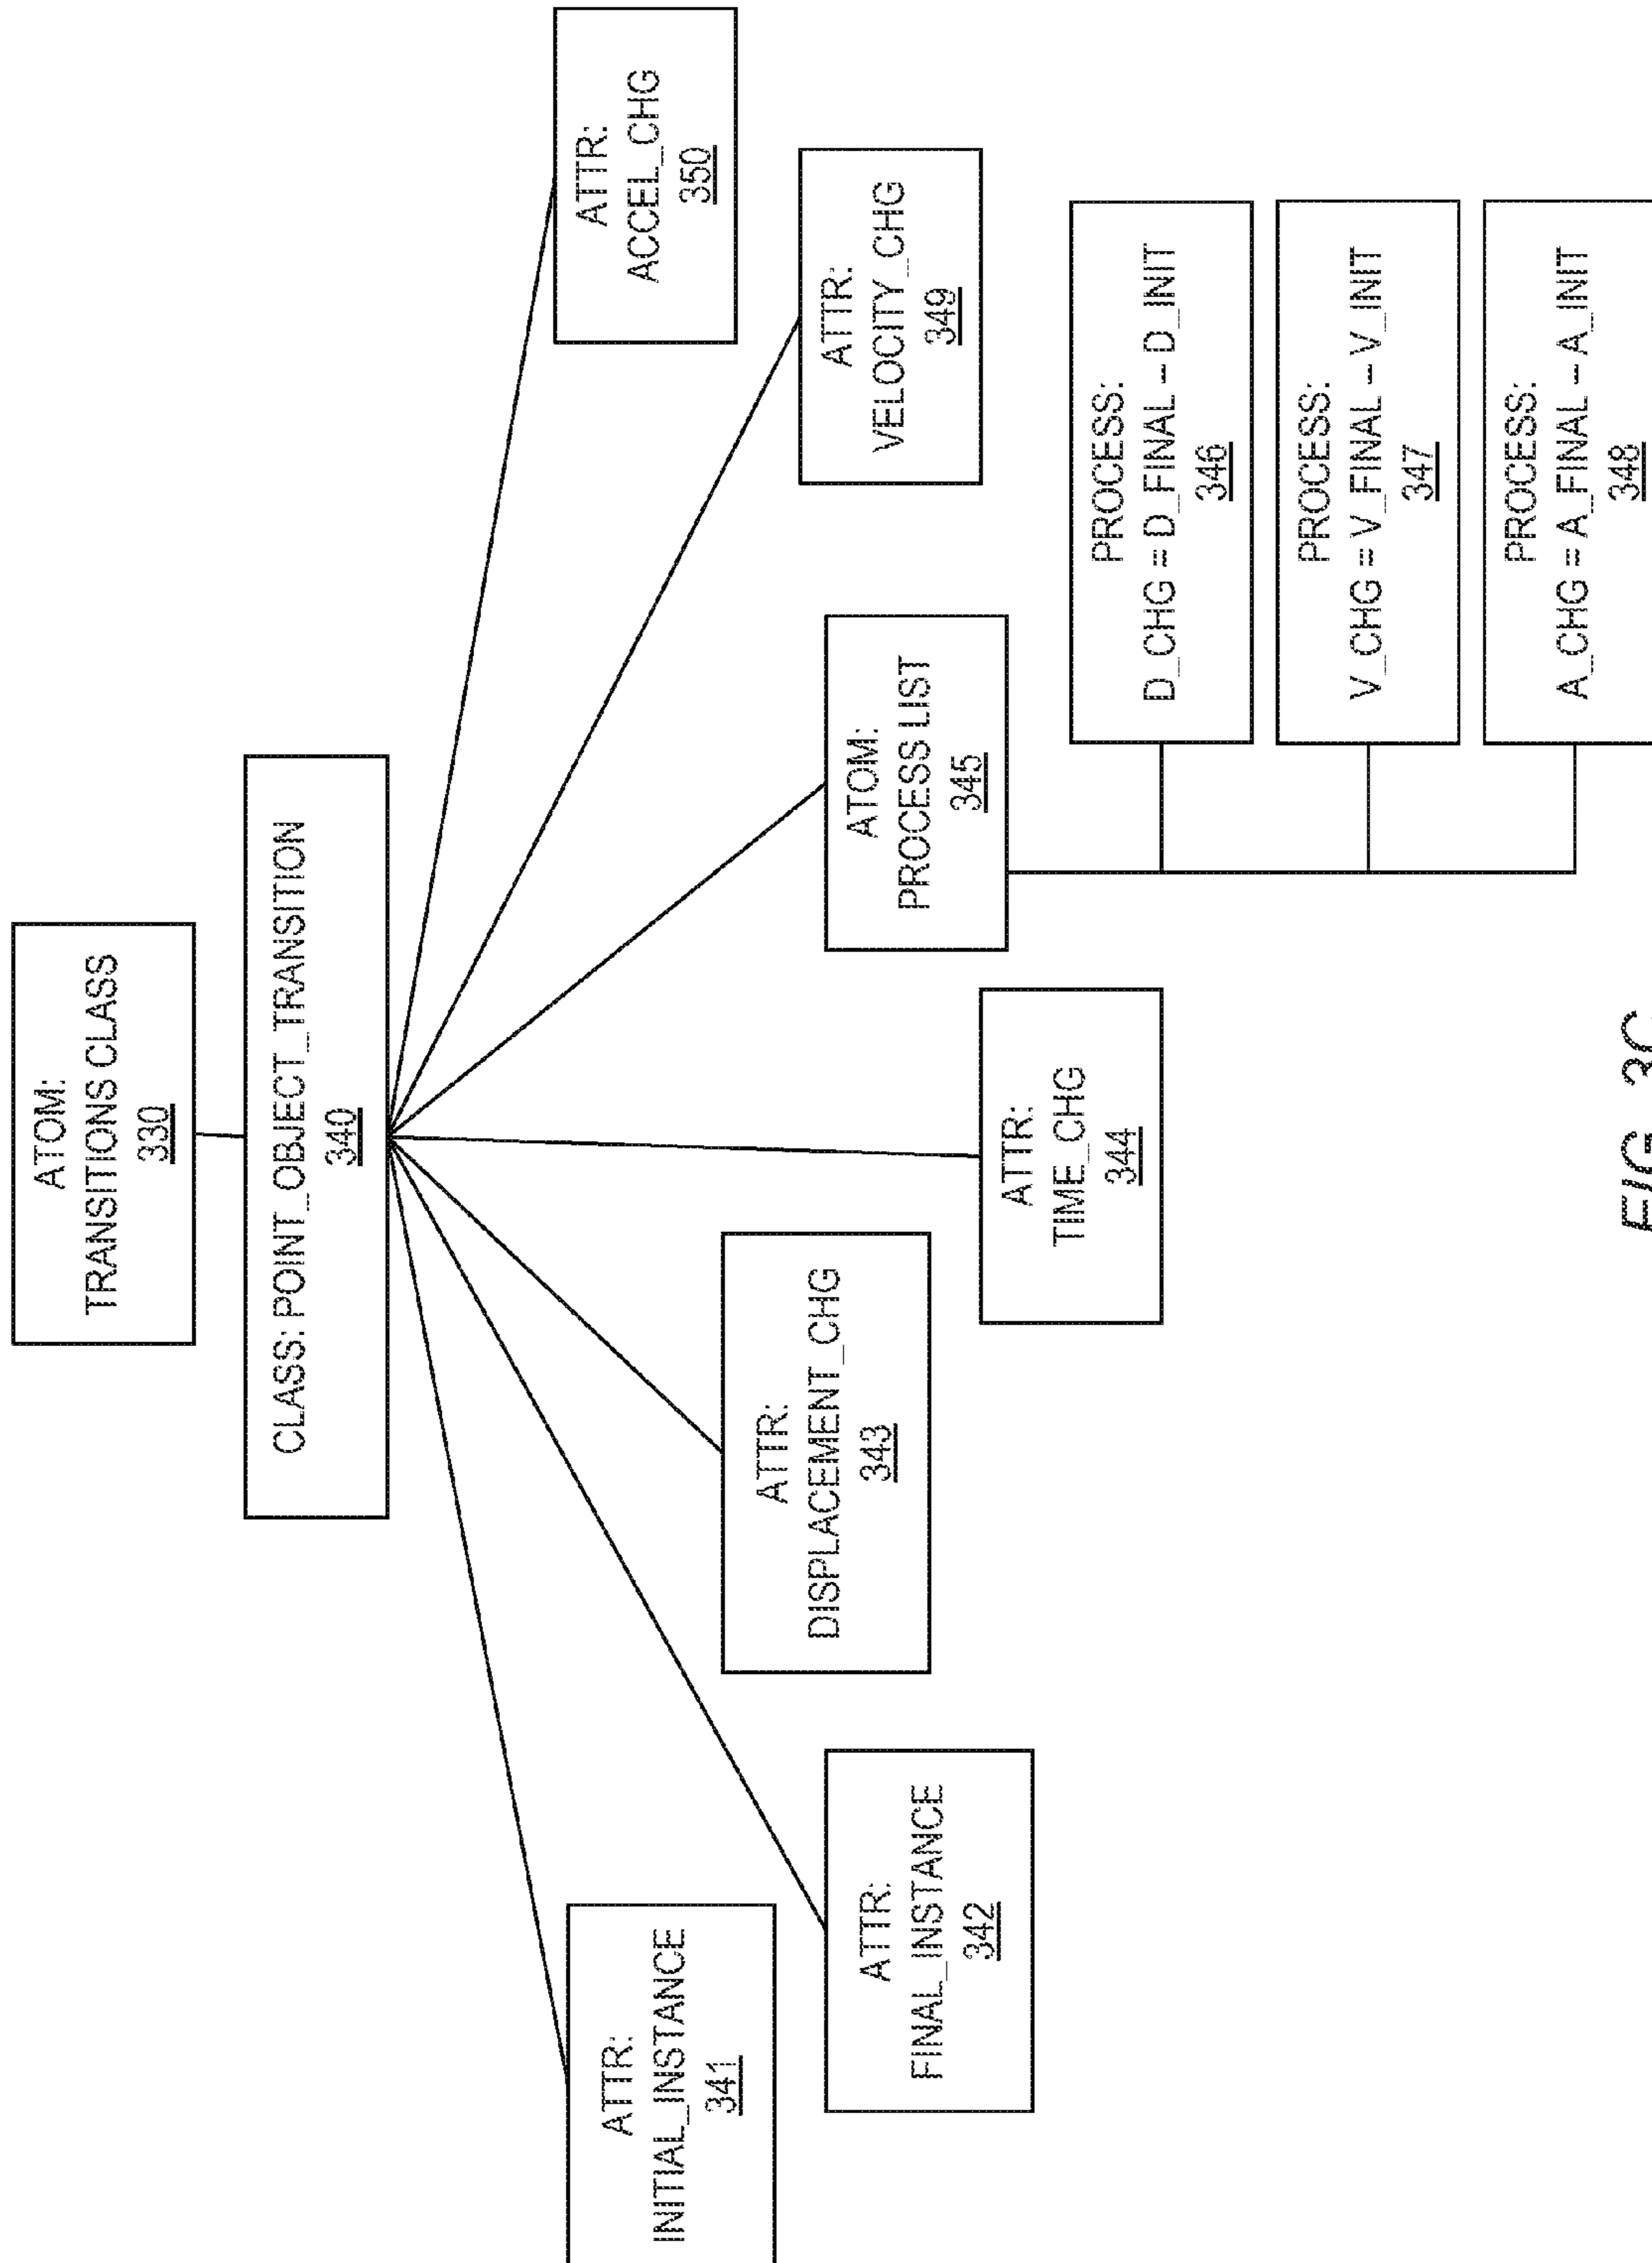 ATOM:
TRANSITIONS CLASS
330
CLASS: POINT_OBJECT_TRANSITION
340
ATTR:
INITIAL_INSTANCE
341
ATTR:
FINAL_INSTANCE
342
ATTR:
DISPLACEMENT_CHG
343
ATTR:
TIME_CHG
344
ATOM:
PROCESS LIST
345
PROCESS:
D_CHG = D_FINAL – D_INIT
346
PROCESS:
V_CHG = V_FINAL – V_INIT
347
PROCESS:
A_CHG = A_FINAL – A_INIT
348
ATTR:
VELOCITY_CHG
349
ATTR:
ACCEL_CHG
350
FIG. 3C